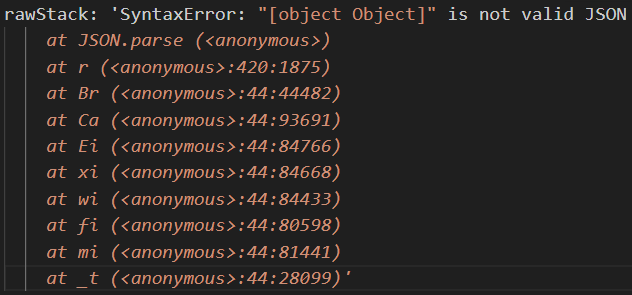 rawStack: 'SyntaxError: "[object Object]" is not valid JSON
at JSON.parse (<anonymous>)
at r (<anonymous>:420:1875)
at Br (<anonymous>:44:44482)
at Ca (<anonymous>:44:93691)
at Ei (<anonymous>:44:84766)
at xi (<anonymous>:44:84668)
at wi (<anonymous>:44:84433)
at fi (<anonymous>:44:80598)
at mi (<anonymous>:44:81441)
at _t (<anonymous>:44:28099)'